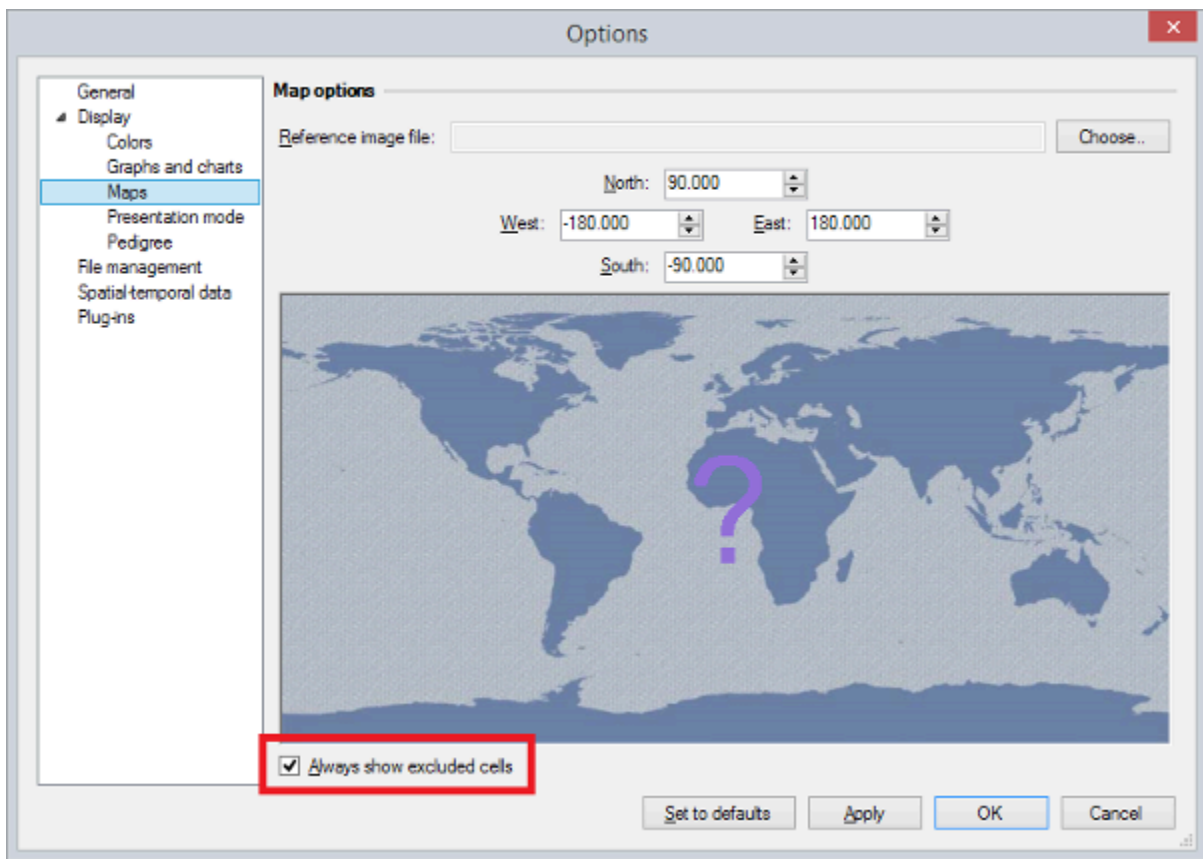 Options
General
Display
Colors
Graphs and charts
Maps
Presentation mode
Pedigree
File management
Spatial-temporal data
Plug-ins
Map options
Reference image file: Choose..
North: 90.000
West: -180.000 East: 180.000
South: -90.000
?
Always show excluded cells
Set to defaults Apply OK Cancel